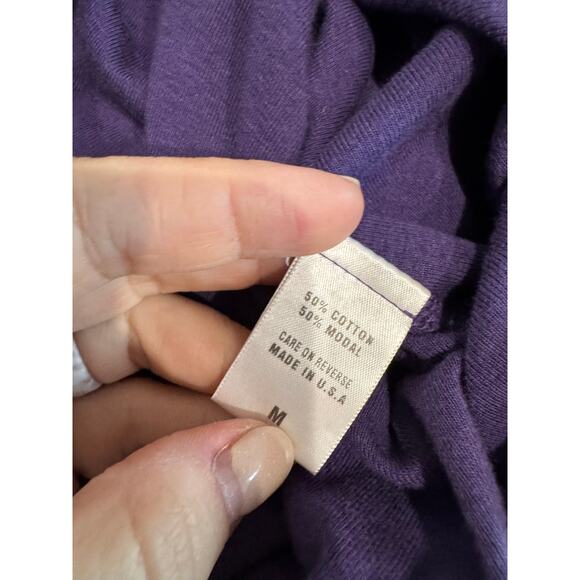 50% COTTON
50% MODAL
CARE ON REVERSE
MADE IN U.S.A
M